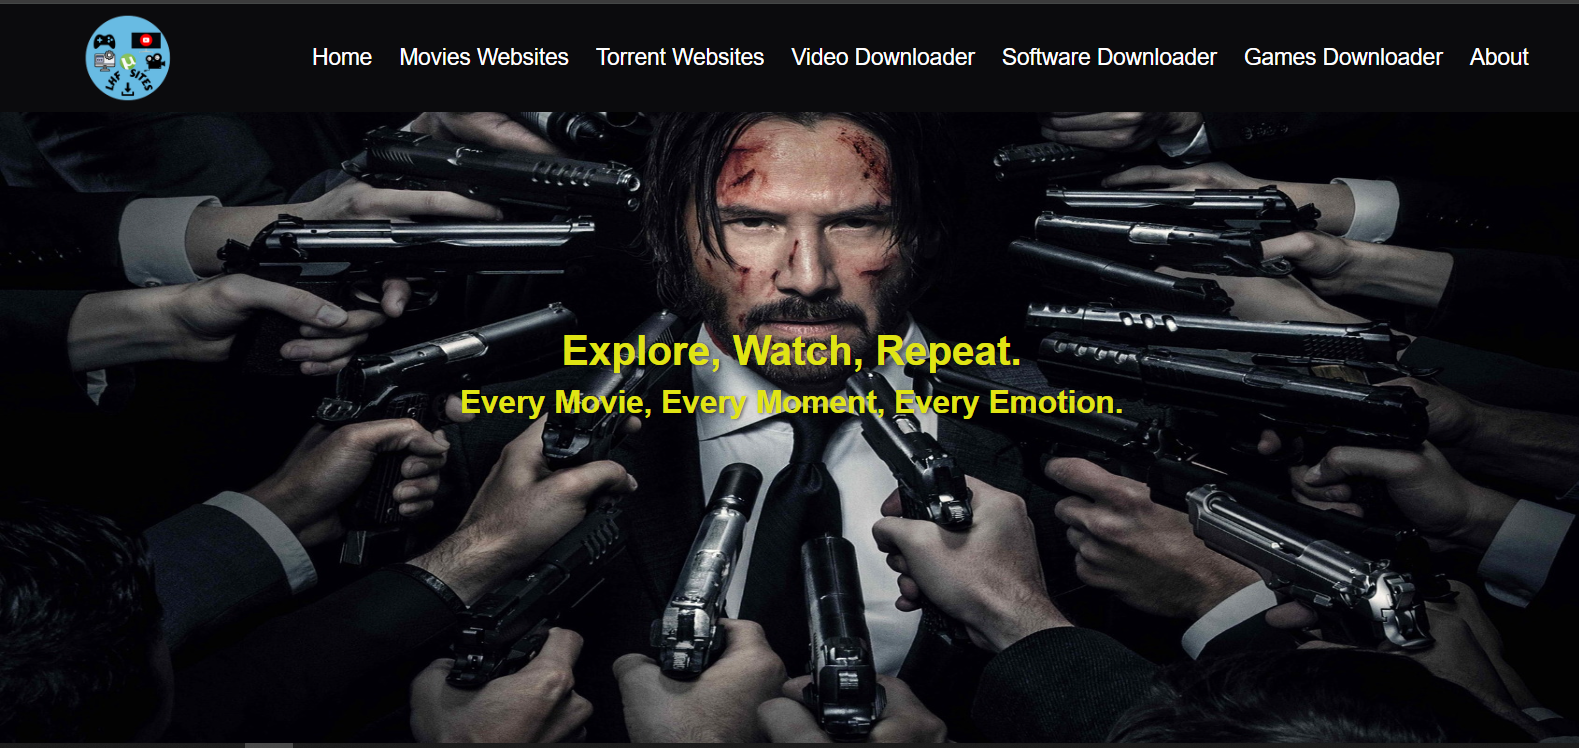 LHF SITES
Home Movies Websites Torrent Websites Video Downloader Software Downloader Games Downloader About
Explore, Watch, Repeat.
Every Movie, Every Moment, Every Emotion.